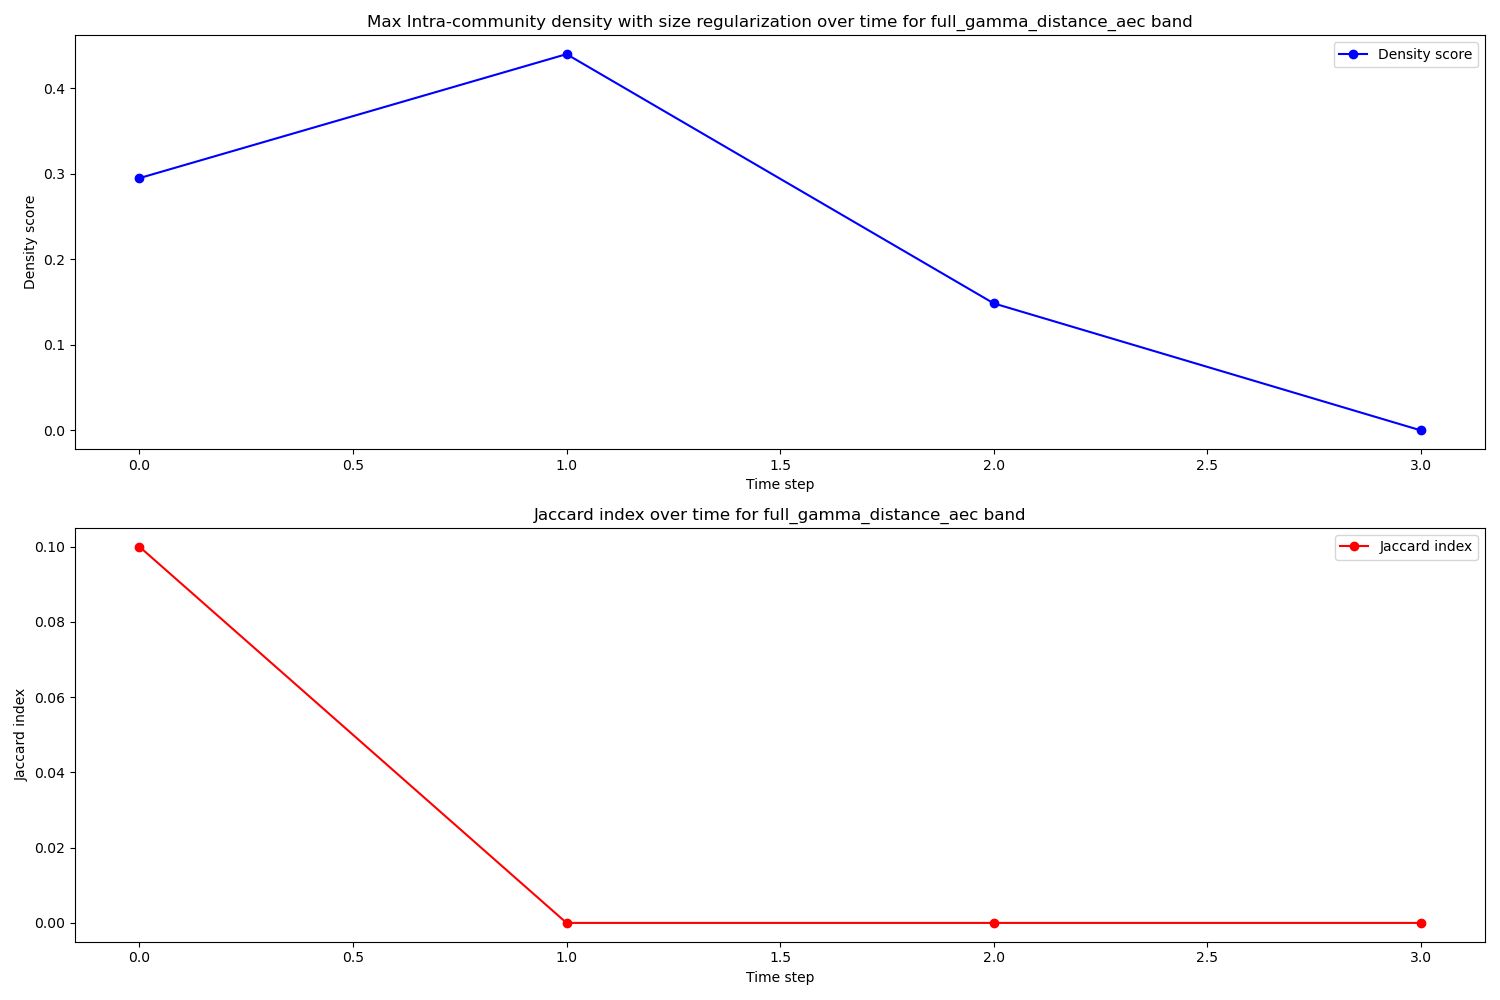 Max Intra-community density with size regularization over time for full_gamma_distance_aec band
Density score
0.4
0.3
0.2
0.1
0.0
Density score
0.0 0.5 1.0 1.5 2.0 2.5 3.0
Time step
Jaccard index over time for full_gamma_distance_aec band
Jaccard index
0.10
0.08
0.06
0.04
0.02
0.00
Jaccard index
0.0 0.5 1.0 1.5 2.0 2.5 3.0
Time step